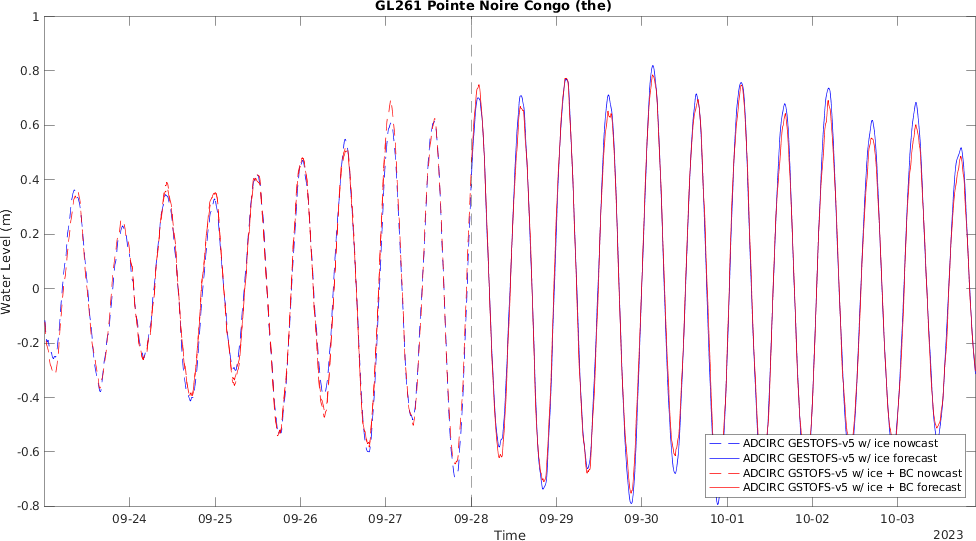 GL261 Pointe Noire Congo (the)
1
0.8
0.6
0.4
0.2
0
-0.2
-0.4
-0.6
-0.8
Water Level (m)
ADCIRC GESTOFS-v5 w/ ice nowcast
ADCIRC GESTOFS-v5 w/ ice forecast
ADCIRC GSTOFS-v5 w/ ice + BC nowcast
ADCIRC GSTOFS-v5 w/ ice + BC forecast
09-24 09-25 09-26 09-27 09-28 09-29 09-30 10-01 10-02 10-03
Time
2023